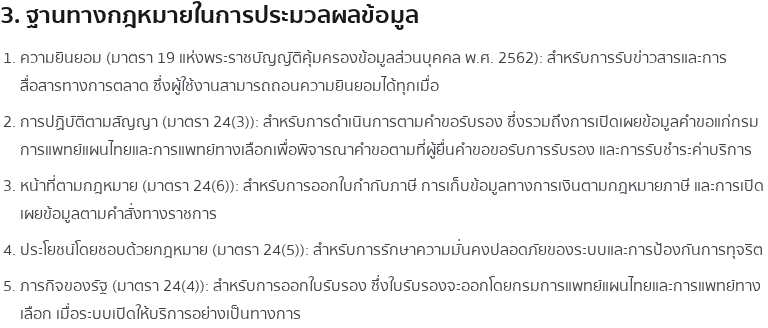 3. ฐานทางกฎหมายในการประมวลผลข้อมูล
1. ความยินยอม (มาตรา 19 แห่งพระราชบัญญัติคุ้มครองข้อมูลส่วนบุคคล พ.ศ. 2562): สำหรับการรับข่าวสารและการ
สื่อสารทางการตลาด ซึ่งผู้ใช้งานสามารถถอนความยินยอมได้ทุกเมื่อ
2. การปฏิบัติตามสัญญา (มาตรา 24(3)): สำหรับการดำเนินการตามคำขอรับรอง ซึ่งรวมถึงการเปิดเผยข้อมูลคำขอแก่กรม
การแพทย์แผนไทยและการแพทย์ทางเลือกเพื่อพิจารณาคำขอตามที่ผู้ยื่นคำขอขอรับการรับรอง และการรับชำระค่าบริการ
3. หน้าที่ตามกฎหมาย (มาตรา 24(6)): สำหรับการออกใบกำกับภาษี การเก็บข้อมูลทางการเงินตามกฎหมายภาษี และการเปิด
เผยข้อมูลตามคำสั่งทางราชการ
4. ประโยชน์โดยชอบด้วยกฎหมาย (มาตรา 24(5)): สำหรับการรักษาความมั่นคงปลอดภัยของระบบและการป้องกันการทุจริต
5. ภารกิจของรัฐ (มาตรา 24(4)): สำหรับการออกใบรับรอง ซึ่งใบรับรองจะออกโดยกรมการแพทย์แผนไทยและการแพทย์ทาง
เลือก เมื่อระบบเปิดให้บริการอย่างเป็นทางการ